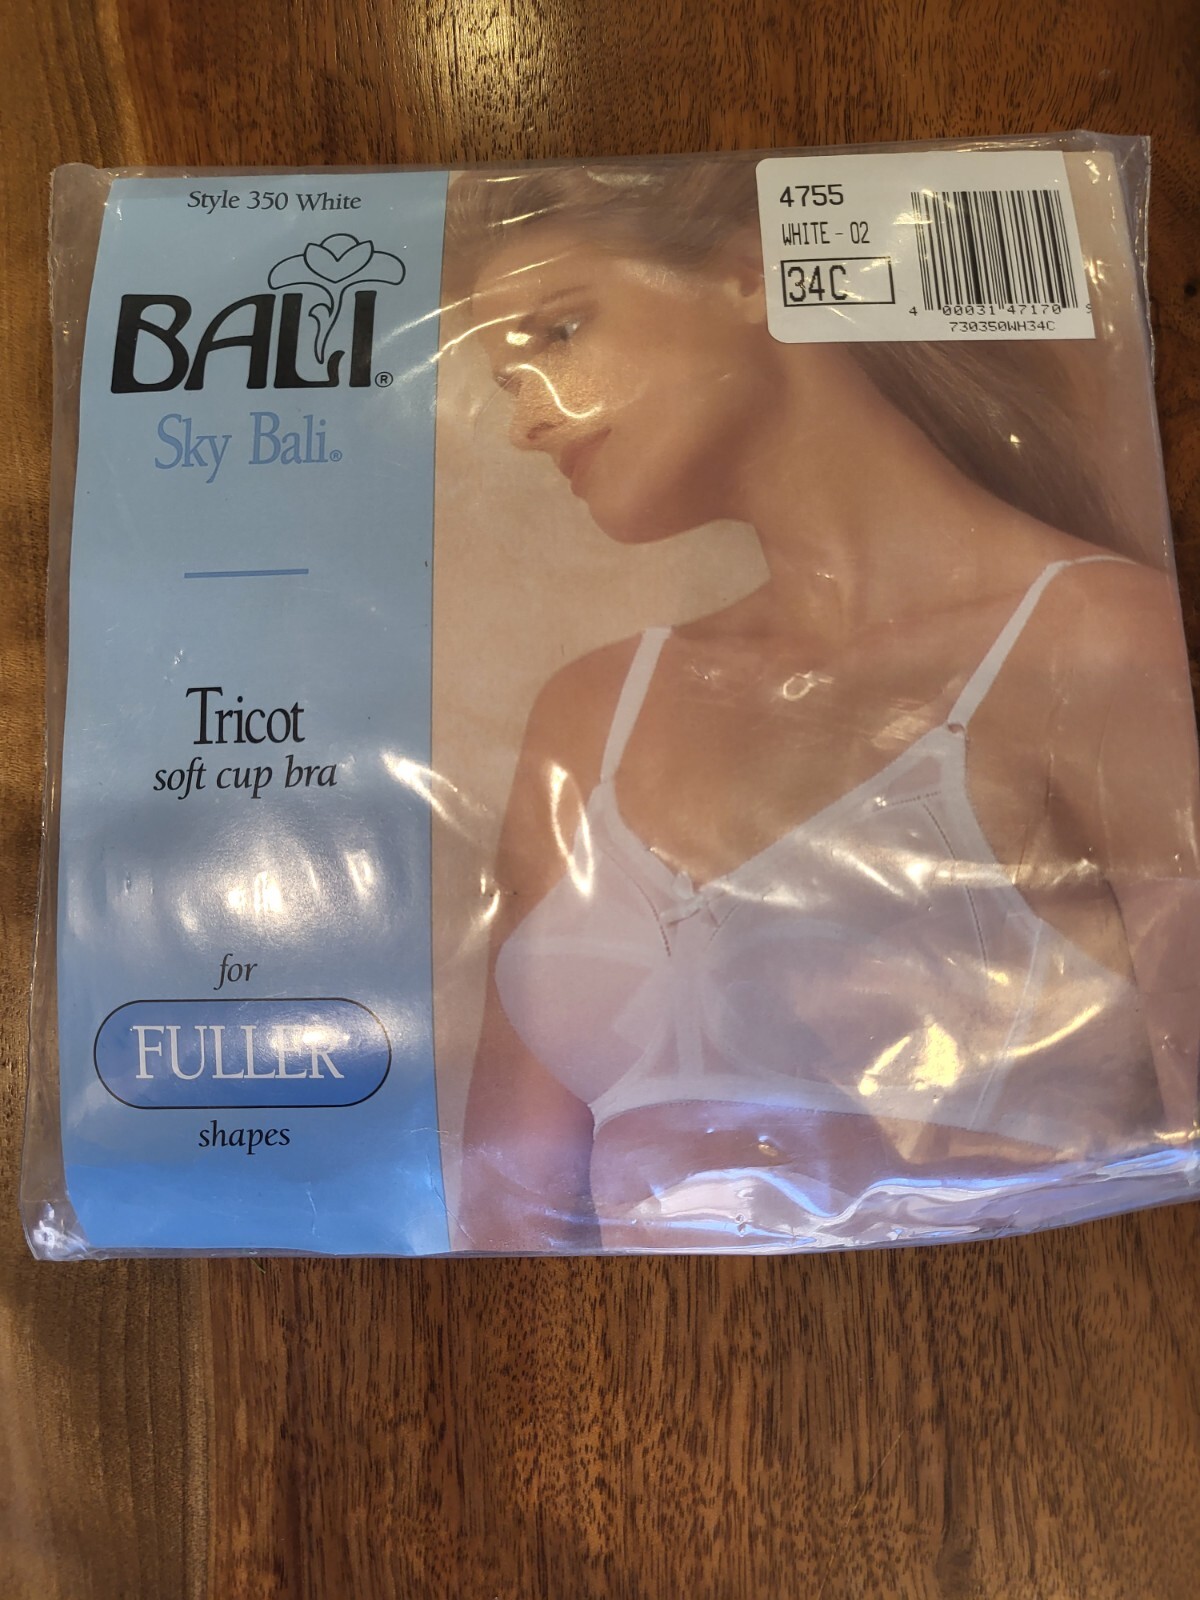 Style 350 White
BALI®
Sky Bali®
Tricot
soft cup bra
for
FULLER
shapes
4755
WHITE - 02
34C
4 00031 47170 9
730350WH34C